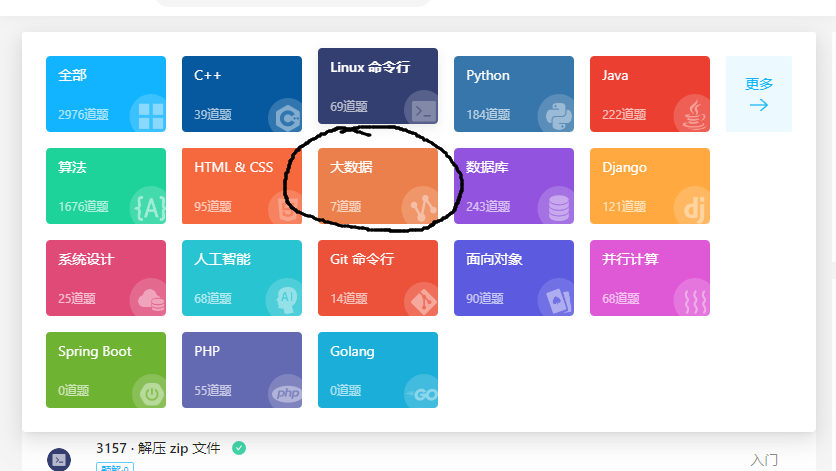 全部
2976道题
C++
39道题
Linux 命令行
69道题
Python
184道题
Java
222道题
更多
算法
1676道题
{A}
HTML & CSS
95道题
大数据
7道题
数据库
243道题
Django
121道题
dj
系统设计
25道题
人工智能
68道题
AI
Git 命令行
14道题
面向对象
90道题
并行计算
68道题
Spring Boot
0道题
PHP
55道题
php
Golang
0道题
GO
3157 · 解压 zip 文件
入门